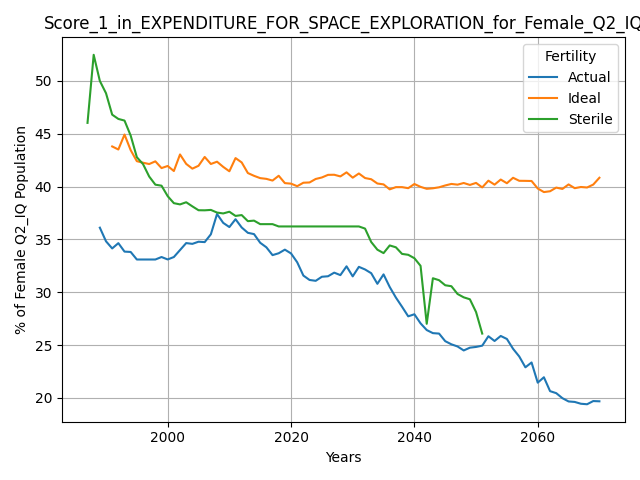 Score_1_in_EXPENDITURE_FOR_SPACE_EXPLORATION_for_Female_Q2_IQ
Fertility
Actual
Ideal
Sterile
% of Female Q2_IQ Population
50
45
40
35
30
25
20
2000
2020
2040
2060
Years